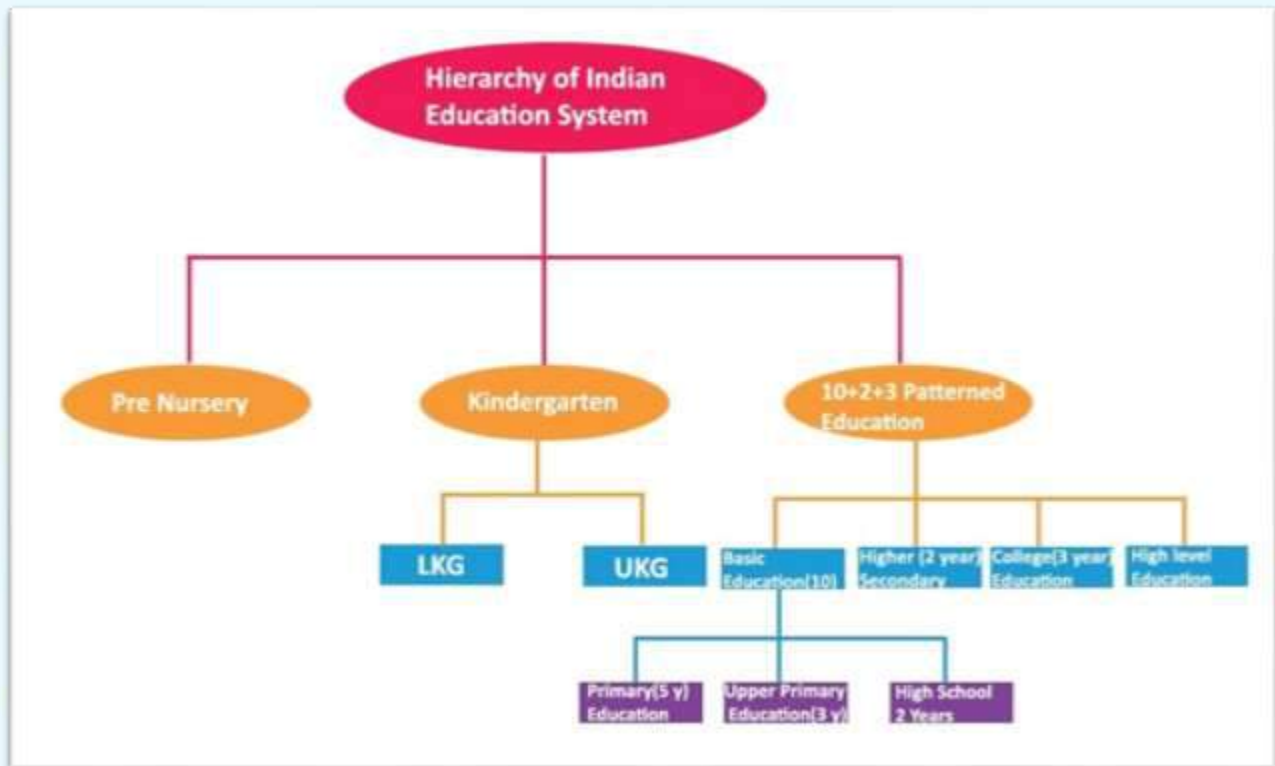 Hierarchy of Indian
Education System
Pre Nursery
Kindergarten
10+2+3 Patterned
Education
LKG
UKG
Basic
Education(10)
Higher (2 year)
Secondary
College(3 year)
Education
High level
Education
Primary(5 y)
Education
Upper Primary
Education(3 y)
High School
2 Years